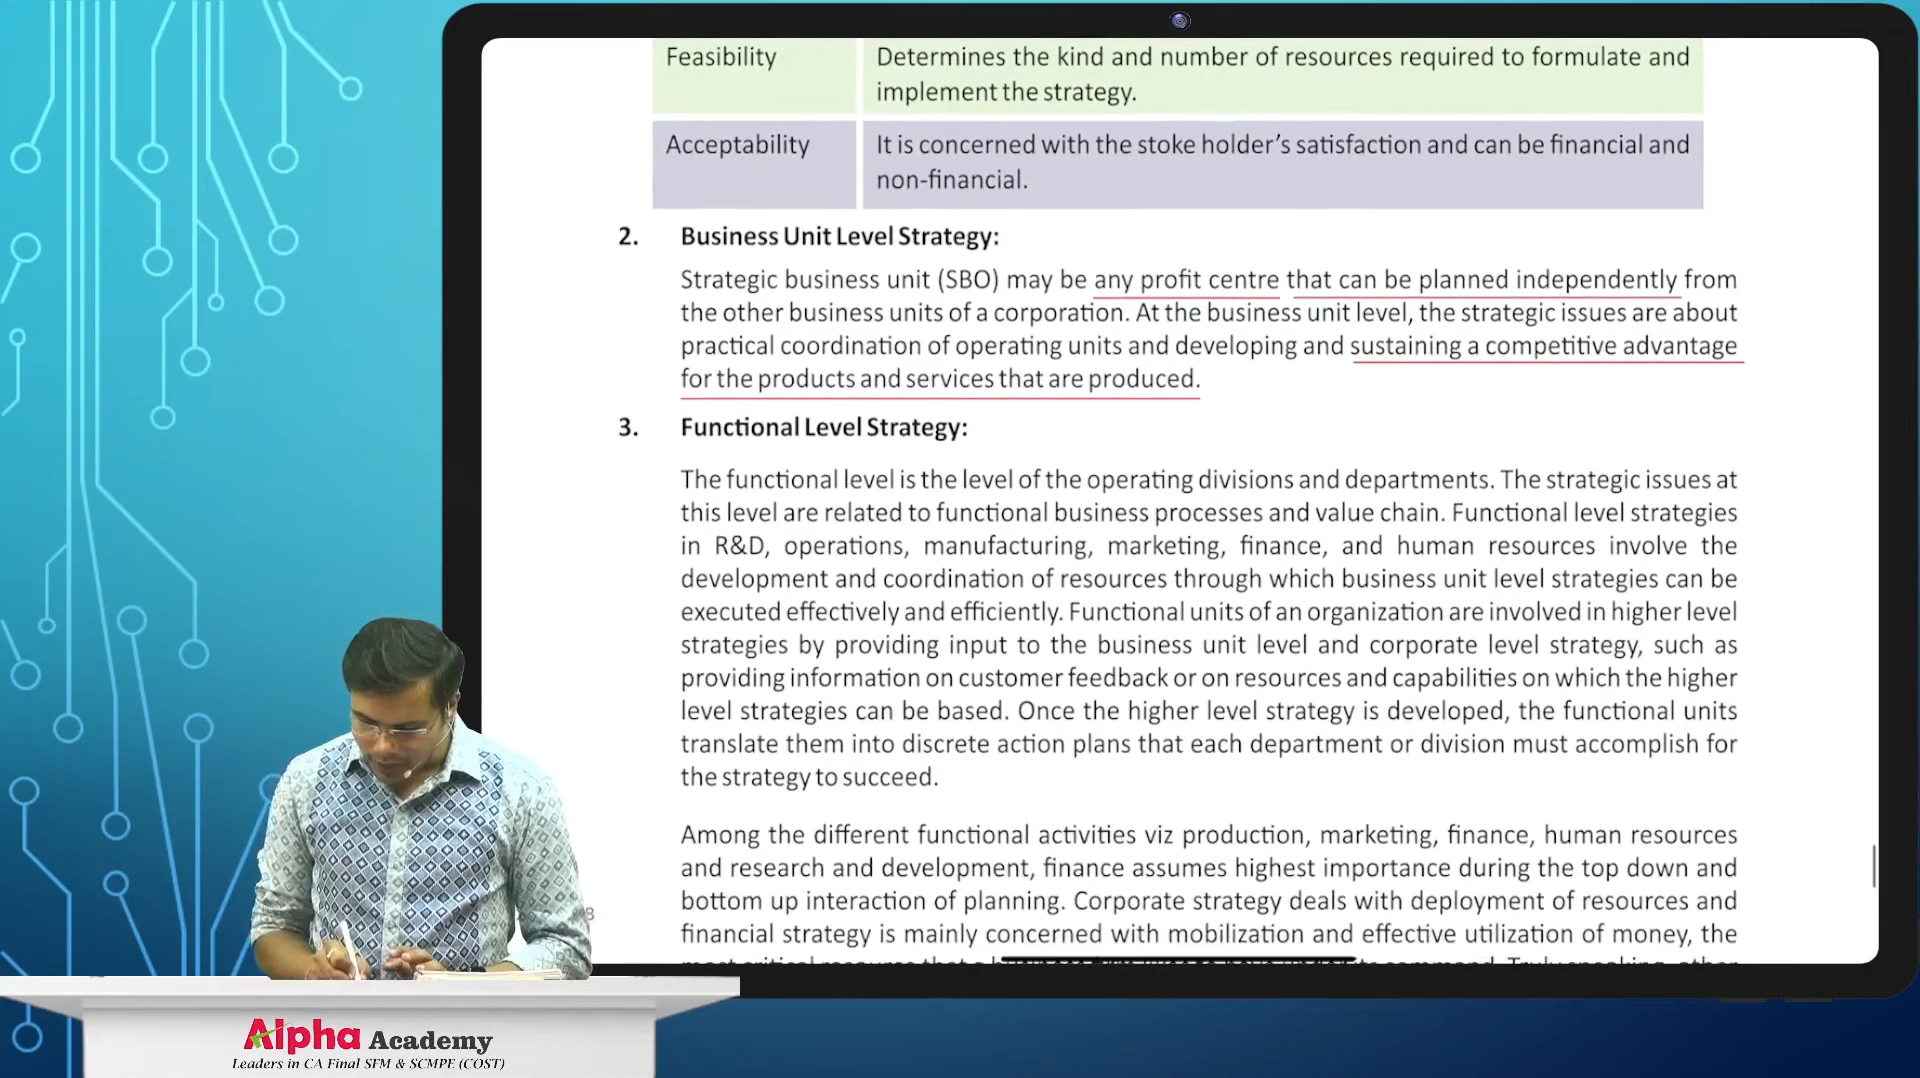 Feasibility
Determines the kind and number of resources required to formulate and
implement the strategy.
Acceptability
It is concerned with the stoke holder's satisfaction and can be financial and
non-financial.
2. Business Unit Level Strategy:
Strategic business unit (SBO) may be any profit centre that can be planned independently from
the other business units of a corporation. At the business unit level, the strategic issues are about
practical coordination of operating units and developing and sustaining a competitive advantage
for the products and services that are produced.
3. Functional Level Strategy:
The functional level is the level of the operating divisions and departments. The strategic issues at
this level are related to functional business processes and value chain. Functional level strategies
in R&D, operations, manufacturing, marketing, finance, and human resources involve the
development and coordination of resources through which business unit level strategies can be
executed effectively and efficiently. Functional units of an organization are involved in higher level
strategies by providing input to the business unit level and corporate level strategy, such as
providing information on customer feedback or on resources and capabilities on which the higher
level strategies can be based. Once the higher level strategy is developed, the functional units
translate them into discrete action plans that each department or division must accomplish for
the strategy to succeed.
Among the different functional activities viz production, marketing, finance, human resources
and research and development, finance assumes highest importance during the top down and
bottom up interaction of planning. Corporate strategy deals with deployment of resources and
8
financial strategy is mainly concerned with mobilization and effective utilization of money, the
Alpha Academy
Leaders in CA Final SFM & SCMPE (COST)